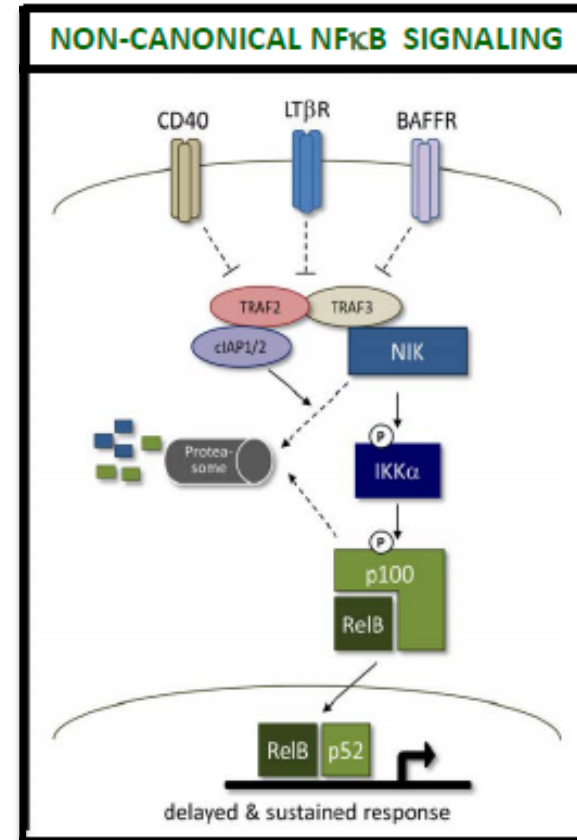 NON-CANONICAL NFκB SIGNALING
CD40
LTβR
BAFFR
TRAF2
TRAF3
cIAP1/2
NIK
Protea-
some
P
IKKα
P
p100
RelB
RelB
p52
delayed & sustained response